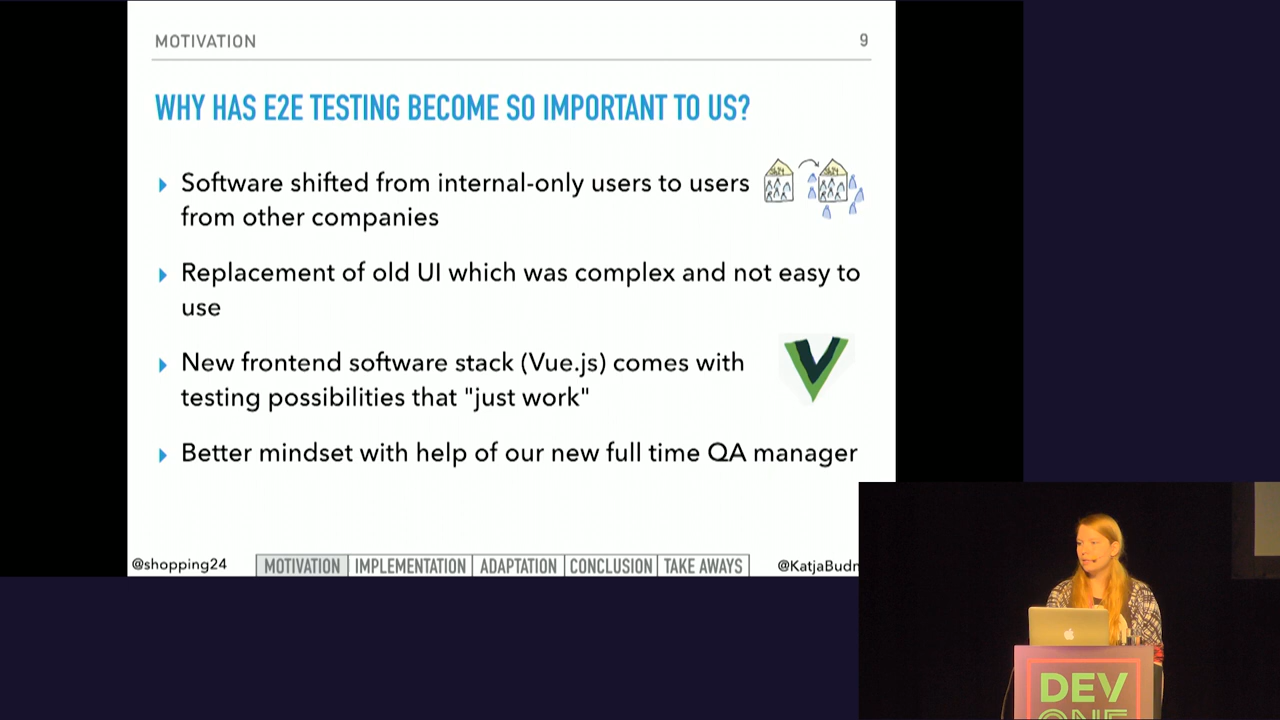 MOTIVATION
9
WHY HAS E2E TESTING BECOME SO IMPORTANT TO US?
Software shifted from internal-only users to users
from other companies
Replacement of old UI which was complex and not easy to
use
New frontend software stack (Vue.js) comes with
testing possibilities that "just work"
Better mindset with help of our new full time QA manager
@shopping24
MOTIVATION
IMPLEMENTATION
ADAPTATION
CONCLUSION
TAKE AWAYS
@KatjaBudn
DEV
ONE